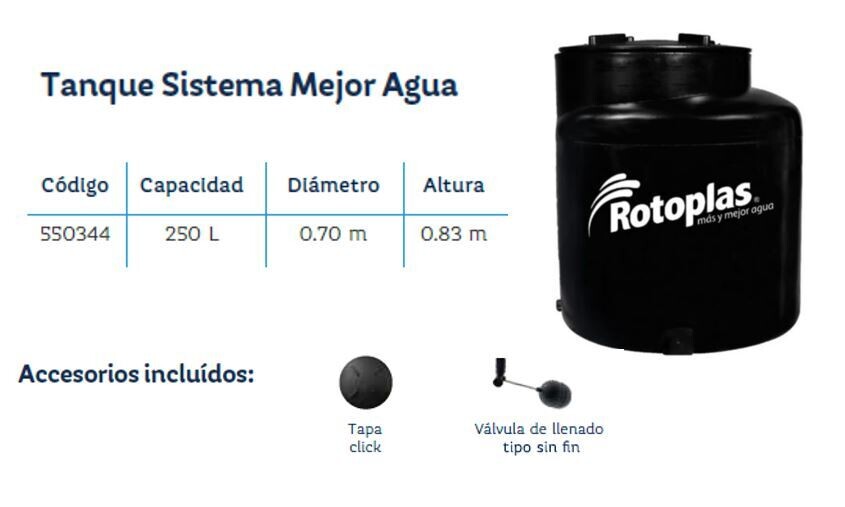 Tanque Sistema Mejor Agua
Código Capacidad Diámetro Altura
550344 250 L 0.70 m 0.83 m
Rotoplas®
más y mejor agua
Accesorios incluídos:
Tapa
click
Válvula de llenado
tipo sin fin